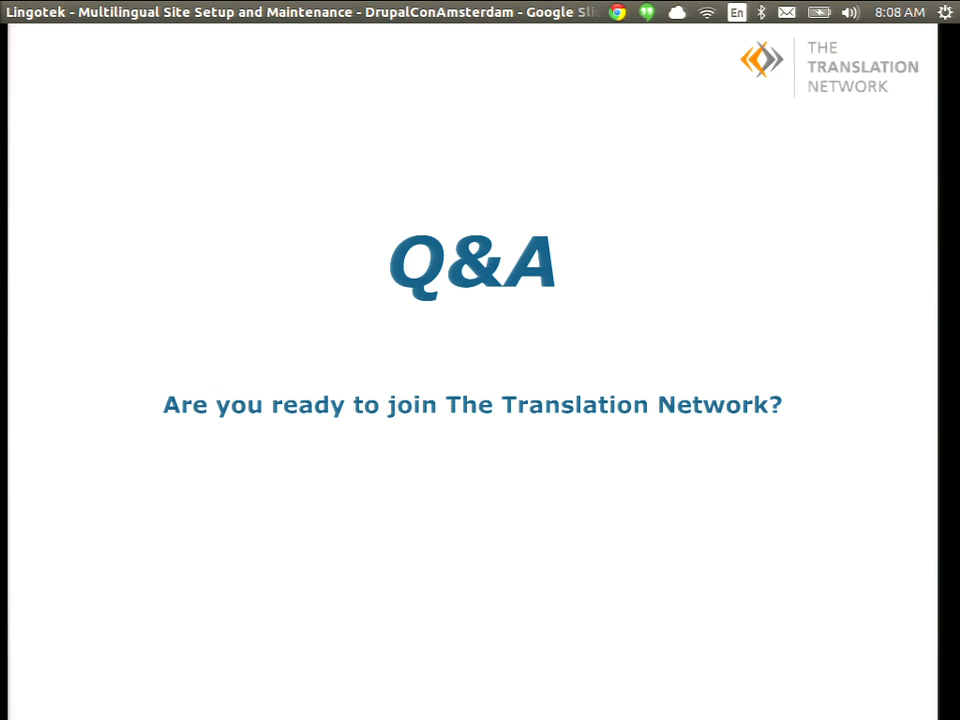 Lingotek - Multilingual Site Setup and Maintenance - DrupalConAmsterdam - Google
En
8:08 AM
THE
TRANSLATION
NETWORK
Q&A
Are you ready to join The Translation Network?